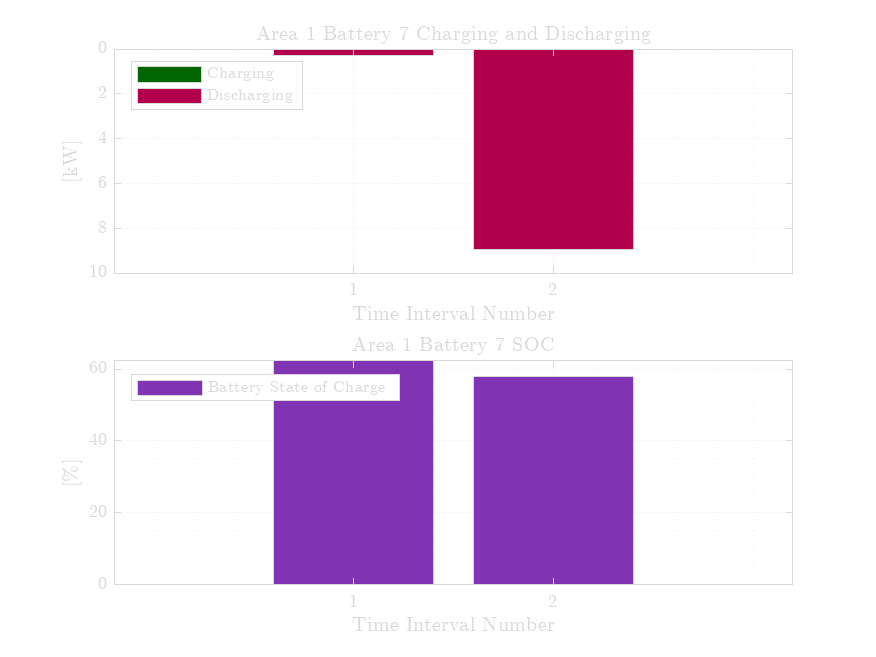 Area 1 Battery 7 Charging and Discharging
0
2
4
6
8
10
[kW]
Charging
Discharging
1 2
Time Interval Number
Area 1 Battery 7 SOC
60
40
20
0
[%]
Battery State of Charge
1 2
Time Interval Number